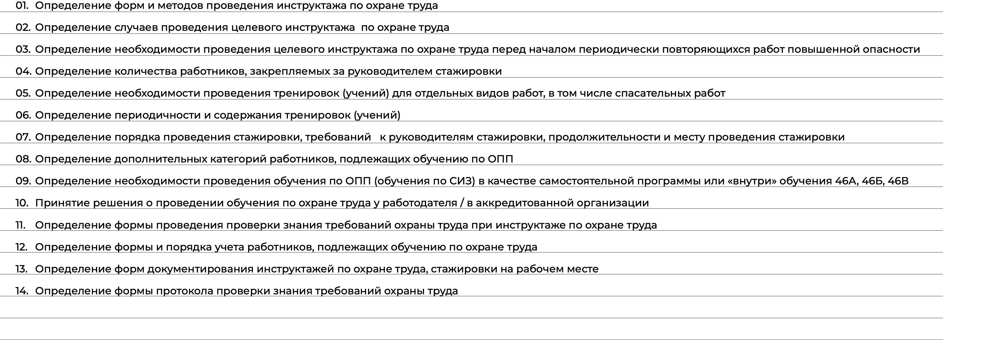 01. Определение форм и методов проведения инструктажа по охране труда
02. Определение случаев проведения целевого инструктажа по охране труда
03. Определение необходимости проведения целевого инструктажа по охране труда перед началом периодически повторяющихся работ повышенной опасности
04. Определение количества работников, закрепляемых за руководителем стажировки
05. Определение необходимости проведения тренировок (учений) для отдельных видов работ, в том числе спасательных работ
06. Определение периодичности и содержания тренировок (учений)
07. Определение порядка проведения стажировки, требований к руководителям стажировки, продолжительности и месту проведения стажировки
08. Определение дополнительных категорий работников, подлежащих обучению по ОПП
09. Определение необходимости проведения обучения по ОПП (обучения по СИЗ) в качестве самостоятельной программы или «внутри» обучения 46А, 46Б, 46В
10. Принятие решения о проведении обучения по охране труда у работодателя / в аккредитованной организации
11. Определение формы проведения проверки знания требований охраны труда при инструктаже по охране труда
12. Определение формы и порядка учета работников, подлежащих обучению по охране труда
13. Определение форм документирования инструктажей по охране труда, стажировки на рабочем месте
14. Определение формы протокола проверки знания требований охраны труда